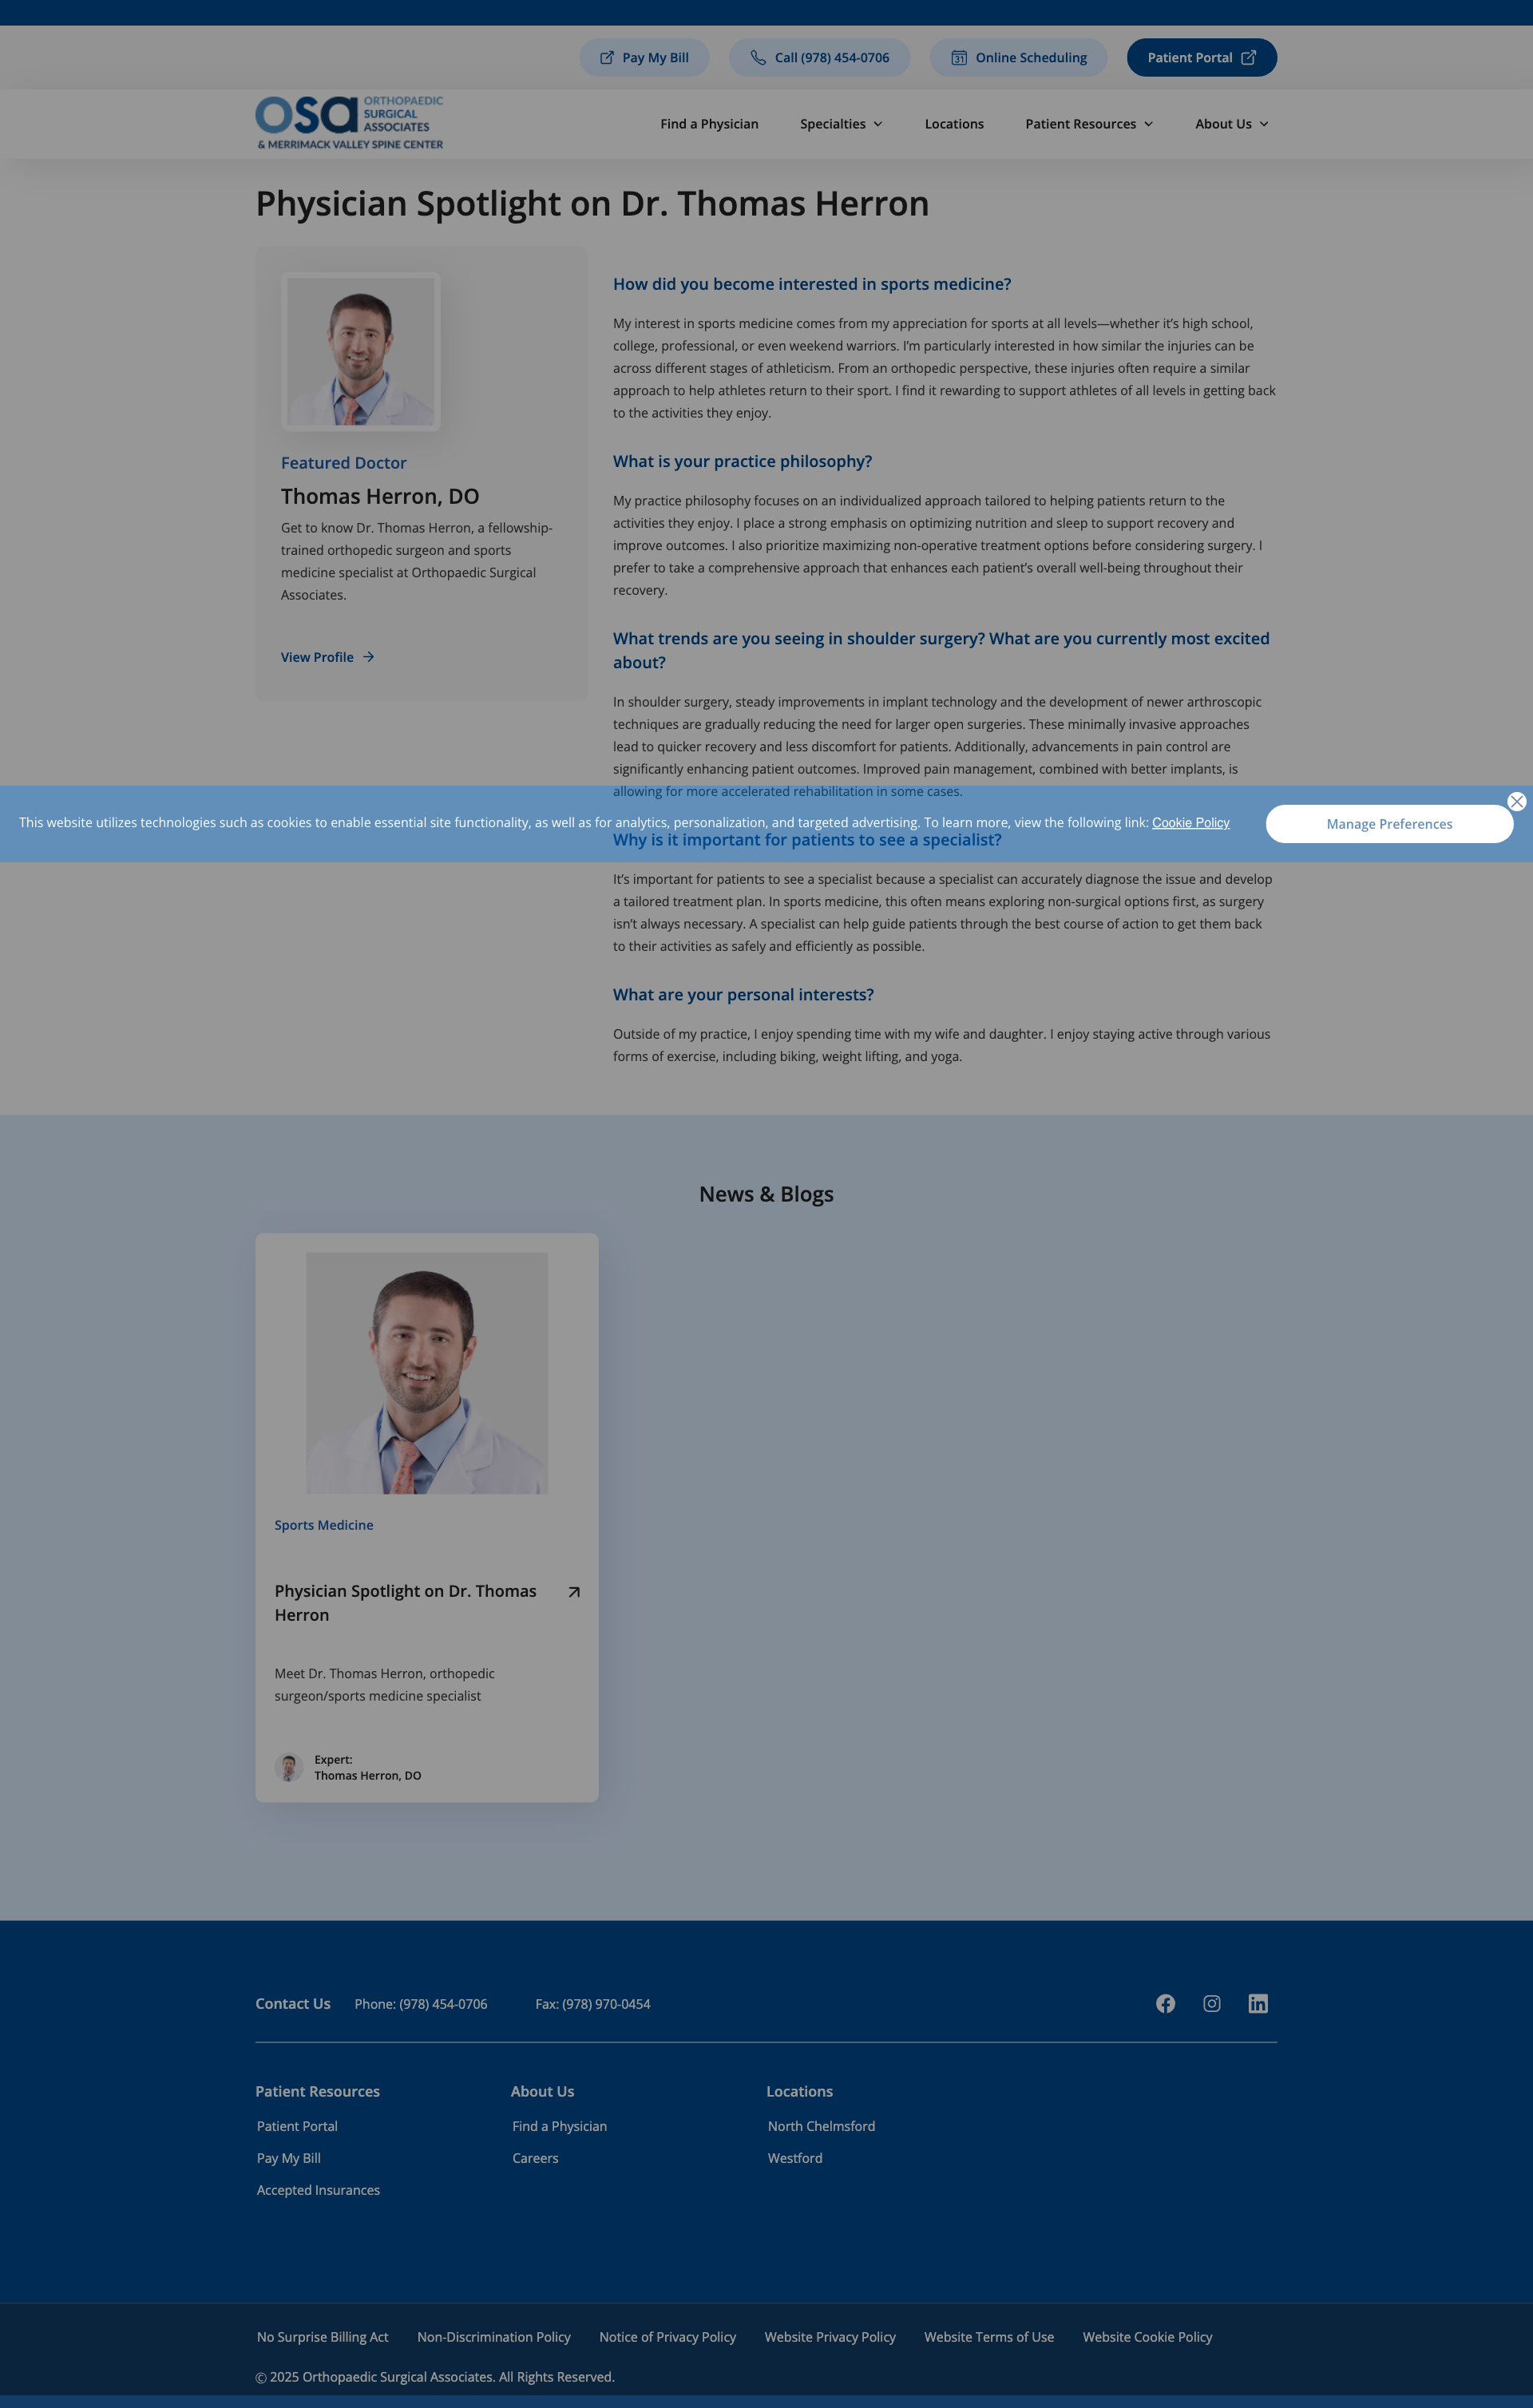 Pay My Bill
Call (978) 454-0706
Online Scheduling
Patient Portal
osa ORTHOPAEDIC
SURGICAL
ASSOCIATES
& MERRIMACK VALLEY SPINE CENTER
Find a Physician
Specialties
Locations
Patient Resources
About Us
Physician Spotlight on Dr. Thomas Herron
Featured Doctor
Thomas Herron, DO
Get to know Dr. Thomas Herron, a fellowship-
trained orthopedic surgeon and sports
medicine specialist at Orthopaedic Surgical
Associates.
View Profile
How did you become interested in sports medicine?
My interest in sports medicine comes from my appreciation for sports at all levels—whether it’s high school,
college, professional, or even weekend warriors. I’m particularly interested in how similar the injuries can be
across different stages of athleticism. From an orthopedic perspective, these injuries often require a similar
approach to help athletes return to their sport. I find it rewarding to support athletes of all levels in getting back
to the activities they enjoy.
What is your practice philosophy?
My practice philosophy focuses on an individualized approach tailored to helping patients return to the
activities they enjoy. I place a strong emphasis on optimizing nutrition and sleep to support recovery and
improve outcomes. I also prioritize maximizing non-operative treatment options before considering surgery. I
prefer to take a comprehensive approach that enhances each patient’s overall well-being throughout their
recovery.
What trends are you seeing in shoulder surgery? What are you currently most excited
about?
In shoulder surgery, steady improvements in implant technology and the development of newer arthroscopic
techniques are gradually reducing the need for larger open surgeries. These minimally invasive approaches
lead to quicker recovery and less discomfort for patients. Additionally, advancements in pain control are
significantly enhancing patient outcomes. Improved pain management, combined with better implants, is
allowing for more accelerated rehabilitation in some cases.
This website utilizes technologies such as cookies to enable essential site functionality, as well as for analytics, personalization, and targeted advertising. To learn more, view the following link: Cookie Policy
Manage Preferences
Why is it important for patients to see a specialist?
It’s important for patients to see a specialist because a specialist can accurately diagnose the issue and develop
a tailored treatment plan. In sports medicine, this often means exploring non-surgical options first, as surgery
isn’t always necessary. A specialist can help guide patients through the best course of action to get them back
to their activities as safely and efficiently as possible.
What are your personal interests?
Outside of my practice, I enjoy spending time with my wife and daughter. I enjoy staying active through various
forms of exercise, including biking, weight lifting, and yoga.
News & Blogs
Sports Medicine
Physician Spotlight on Dr. Thomas
Herron
Meet Dr. Thomas Herron, orthopedic
surgeon/sports medicine specialist
Expert:
Thomas Herron, DO
Contact Us
Phone: (978) 454-0706
Fax: (978) 970-0454
Patient Resources
Patient Portal
Pay My Bill
Accepted Insurances
About Us
Find a Physician
Careers
Locations
North Chelmsford
Westford
No Surprise Billing Act
Non-Discrimination Policy
Notice of Privacy Policy
Website Privacy Policy
Website Terms of Use
Website Cookie Policy
© 2025 Orthopaedic Surgical Associates. All Rights Reserved.